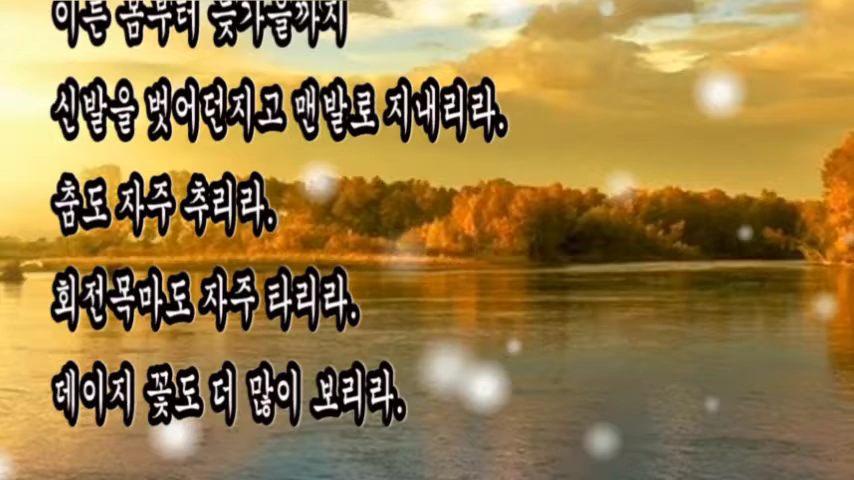 이른 봄부터 늦가을까지
신발을 벗어던지고 맨발로 지내리라.
춤도 자주 추리라.
회전목마도 자주 타리라.
데이지 꽃도 더 많이 보리라.